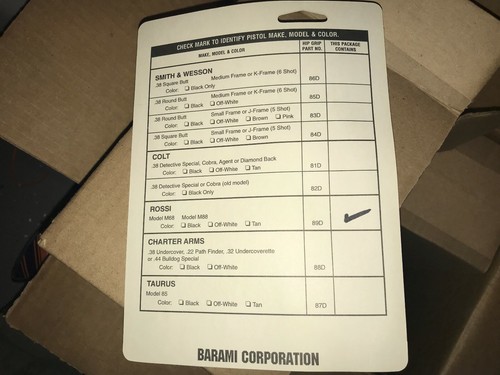 CHECK MARK TO IDENTIFY PISTOL MAKE, MODEL & COLOR.
MAKE, MODEL & COLOR HIP GRIP PART NO. THIS PACKAGE CONTAINS
SMITH & WESSON
.38 Square Butt Medium Frame or K-Frame (6 Shot)
Color: ☐ Black Only 86D
.38 Round Butt Medium Frame or K-Frame (6 Shot)
Color: ☐ Black ☐ Off-White 85D
.38 Round Butt Small Frame or J-Frame (5 Shot)
Color: ☐ Black ☐ Off-White ☐ Brown ☐ Pink 83D
.38 Square Butt Small Frame or J-Frame (5 Shot)
Color: ☐ Black ☐ Off-White ☐ Brown 84D
COLT
.38 Detective Special, Cobra, Agent or Diamond Back
Color: ☐ Black ☐ Off-White ☐ Tan 81D
.38 Detective Special or Cobra (old model)
☐ Black Only 82D
ROSSI
Model M68 Model M88
Color: ☐ Black ☐ Off-White ☐ Tan 89D ✓
CHARTER ARMS
.38 Undercover, .22 Path Finder, .32 Undercoverette
or .44 Bulldog Special
Color: ☐ Black ☐ Off-White 88D
TAURUS
Model 85
Color: ☐ Black ☐ Off-White ☐ Tan 87D
BARAMI CORPORATION